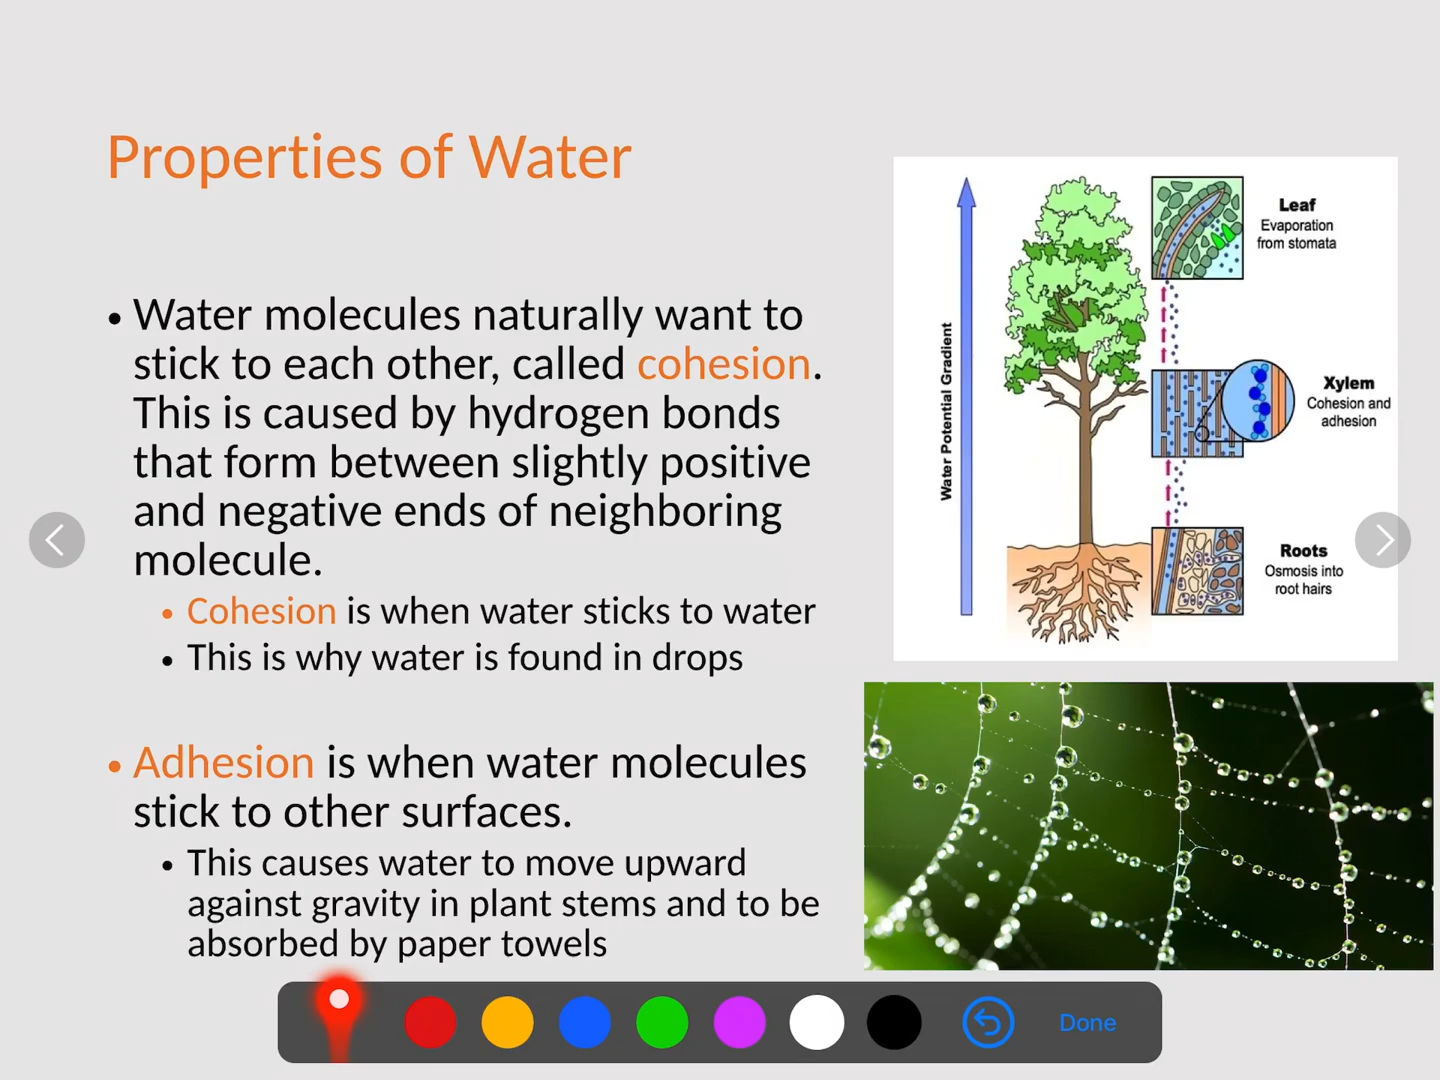 Properties of Water
• Water molecules naturally want to
stick to each other, called cohesion.
This is caused by hydrogen bonds
that form between slightly positive
and negative ends of neighboring
molecule.
• Cohesion is when water sticks to water
• This is why water is found in drops
• Adhesion is when water molecules
stick to other surfaces.
• This causes water to move upward
against gravity in plant stems and to be
absorbed by paper towels
Water Potential Gradient
Leaf
Evaporation
from stomata
Xylem
Cohesion and
adhesion
Roots
Osmosis into
root hairs
Done